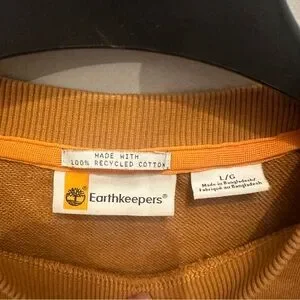 MADE WITH
100% RECYCLED COTTON
Earthkeepers®
L/G
Made in Bangladesh/
Fabriqué au Bangladesh